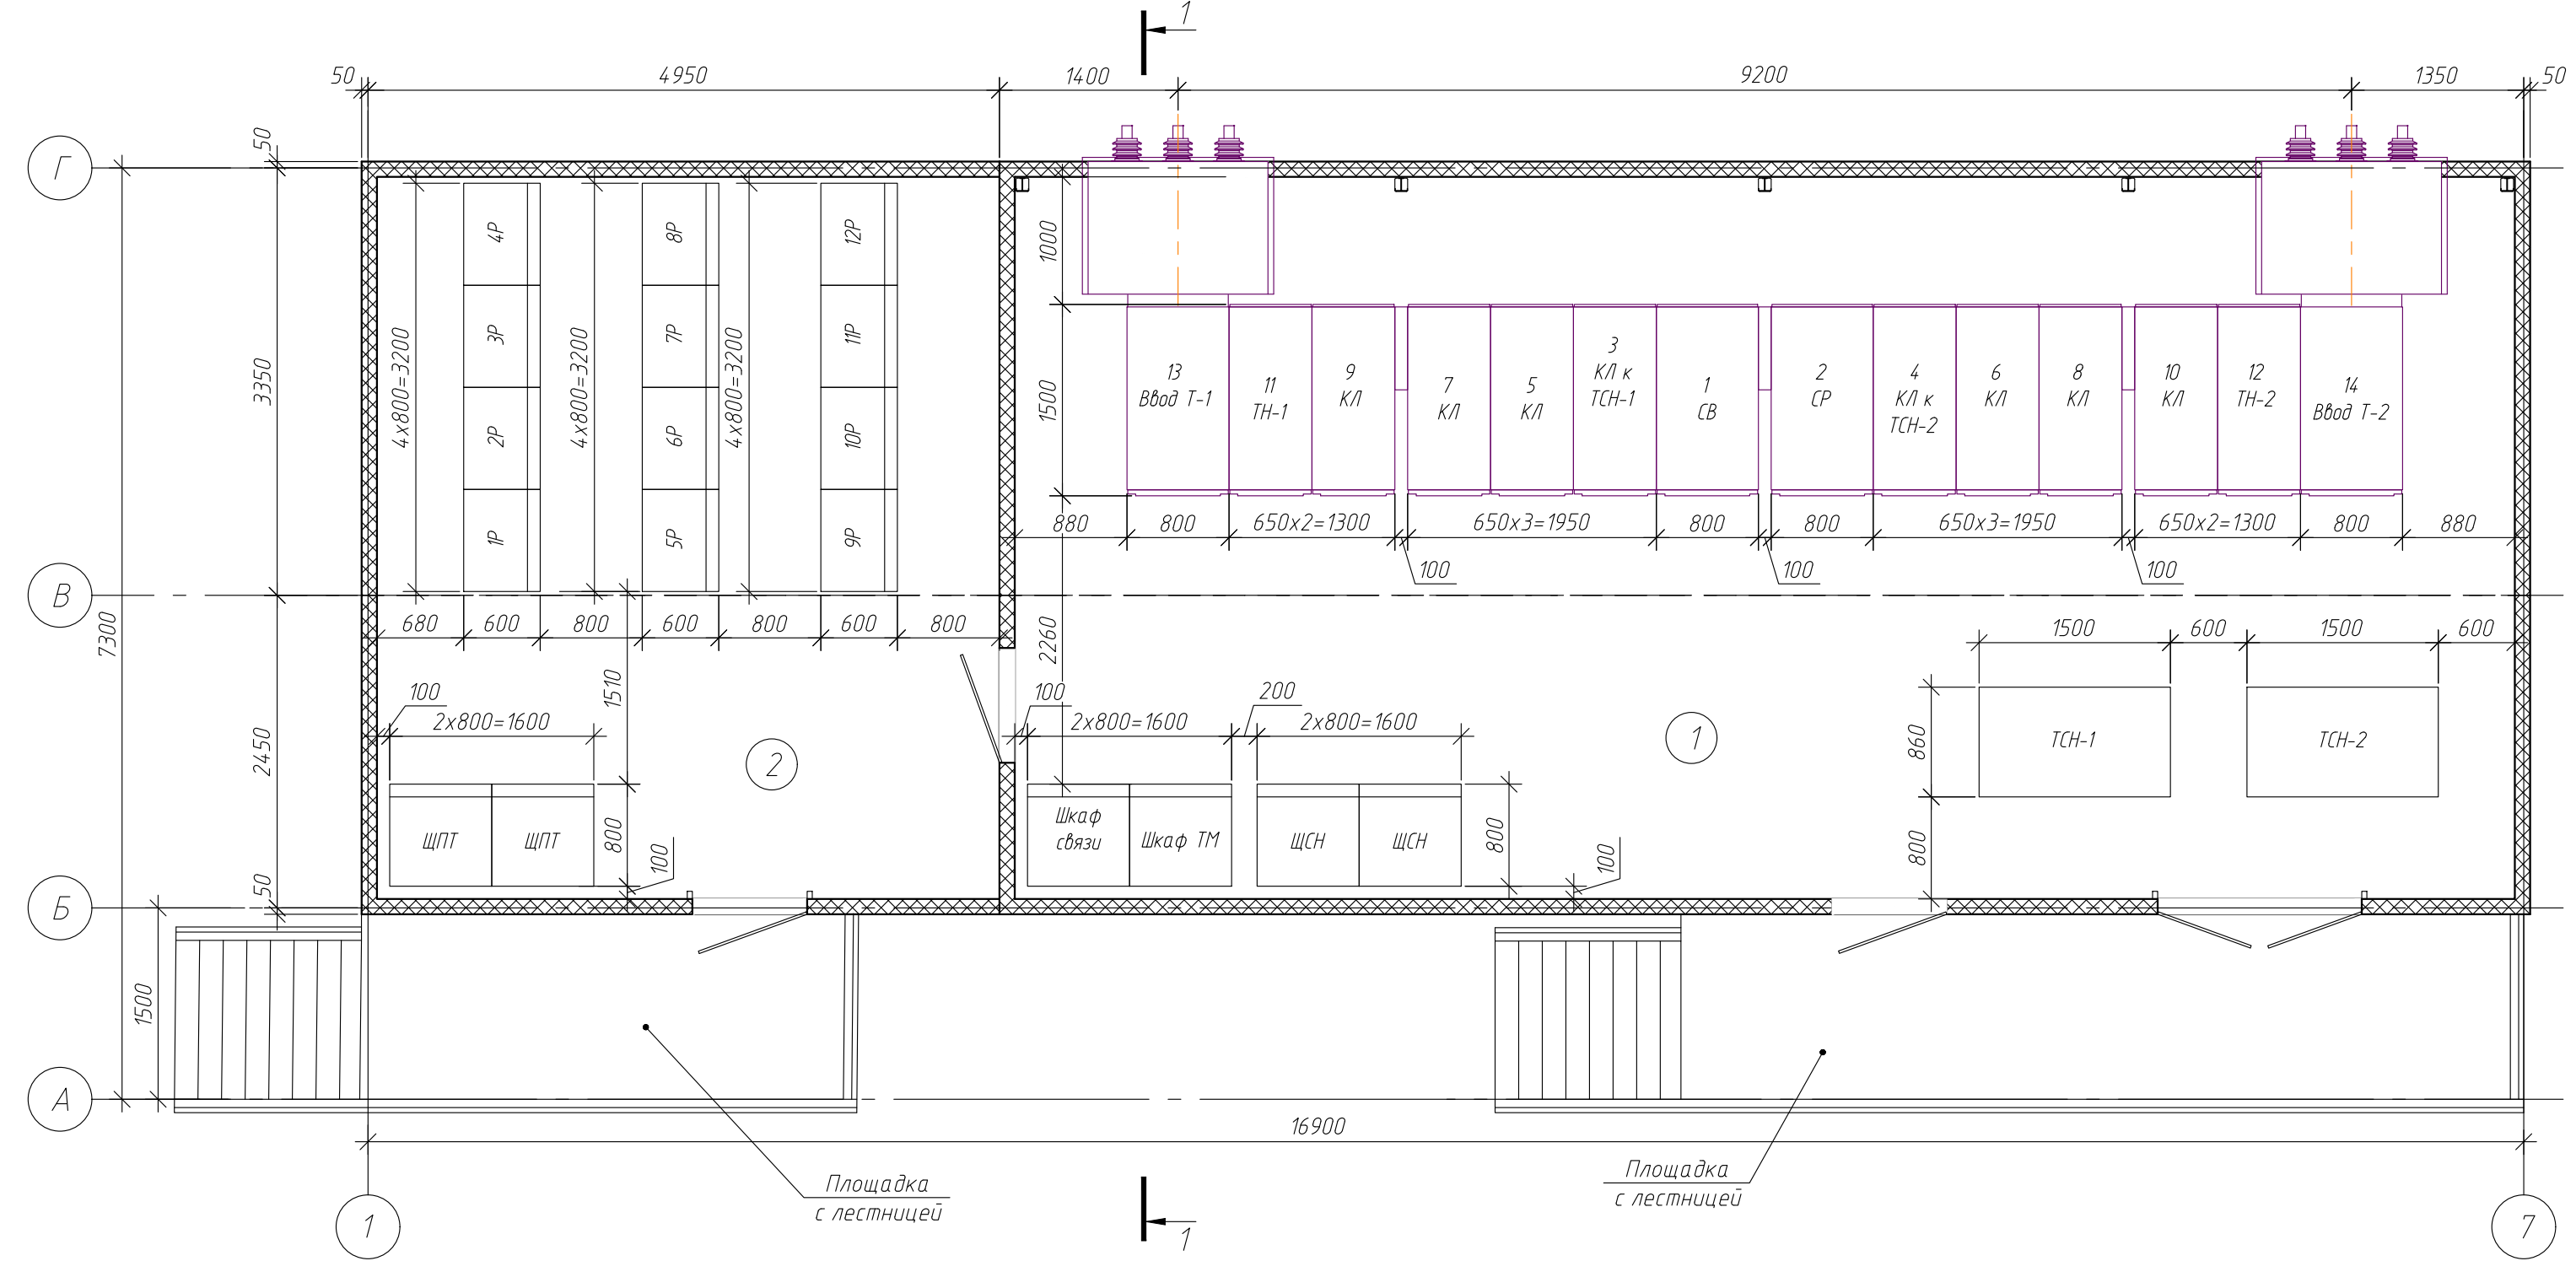 1
50
4950
1400
9200
1350
50
50
Г
4Р
8Р
12Р
1000
3Р
7Р
11Р
4х800=3200
4х800=3200
4х800=3200
3350
1500
2Р
6Р
10Р
1Р
5Р
9Р
13
Ввод Т-1
11
ТН-1
9
КЛ
7
КЛ
5
КЛ
3
КЛ к
ТСН-1
1
СВ
2
СР
4
КЛ к
ТСН-2
6
КЛ
8
КЛ
10
КЛ
12
ТН-2
14
Ввод Т-2
880
800
650х2=1300
650х3=1950
800
800
650х3=1950
650х2=1300
800
880
100
100
100
В
7300
680
600
800
600
800
600
800
2260
1500
600
1500
600
1510
100
2х800=1600
100
2х800=1600
200
2х800=1600
2450
2
1
860
ТСН-1
ТСН-2
ЩПТ
ЩПТ
800
100
Шкаф
связи
Шкаф ТМ
ЩСН
ЩСН
800
100
800
50
Б
1500
А
16900
Площадка
с лестницей
Площадка
с лестницей
1
1
7